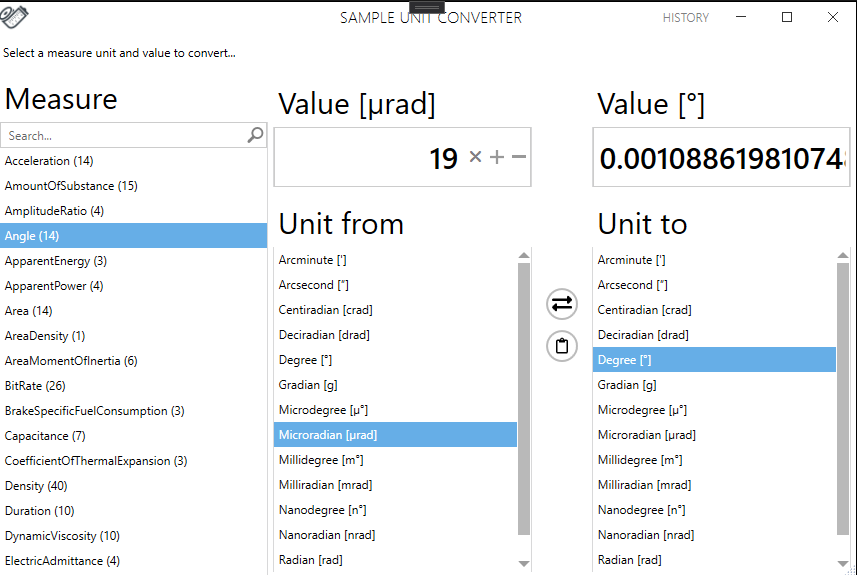 SAMPLE UNIT CONVERTER
HISTORY
Select a measure unit and value to convert...
Measure
Search...
Acceleration (14)
AmountOfSubstance (15)
AmplitudeRatio (4)
Angle (14)
ApparentEnergy (3)
ApparentPower (4)
Area (14)
AreaDensity (1)
AreaMomentOfInertia (6)
BitRate (26)
BrakeSpecificFuelConsumption (3)
Capacitance (7)
CoefficientOfThermalExpansion (3)
Density (40)
Duration (10)
DynamicViscosity (10)
ElectricAdmittance (4)
Value [µrad]
19
Unit from
Arcminute [']
Arcsecond [″]
Centiradian [crad]
Deciradian [drad]
Degree [°]
Gradian [g]
Microdegree [µ°]
Microradian [µrad]
Millidegree [m°]
Milliradian [mrad]
Nanodegree [n°]
Nanoradian [nrad]
Radian [rad]
Value [°]
0.00108861981074
Unit to
Arcminute [']
Arcsecond [″]
Centiradian [crad]
Deciradian [drad]
Degree [°]
Gradian [g]
Microdegree [µ°]
Microradian [µrad]
Millidegree [m°]
Milliradian [mrad]
Nanodegree [n°]
Nanoradian [nrad]
Radian [rad]